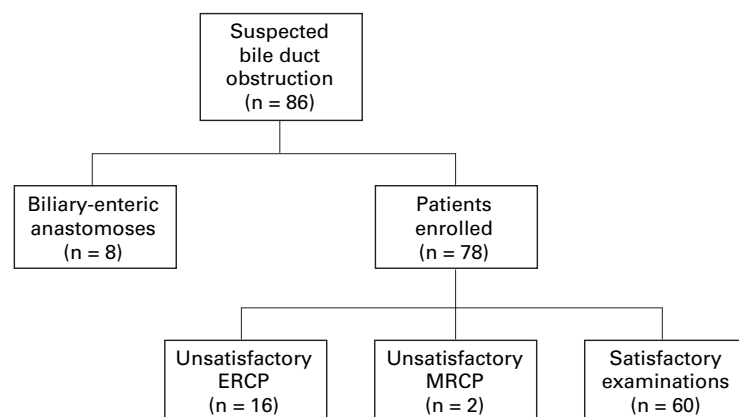 Suspected
bile duct
obstruction
(n = 86)
Biliary-enteric
anastomoses
(n = 8)
Patients
enrolled
(n = 78)
Unsatisfactory
ERCP
(n = 16)
Unsatisfactory
MRCP
(n = 2)
Satisfactory
examinations
(n = 60)